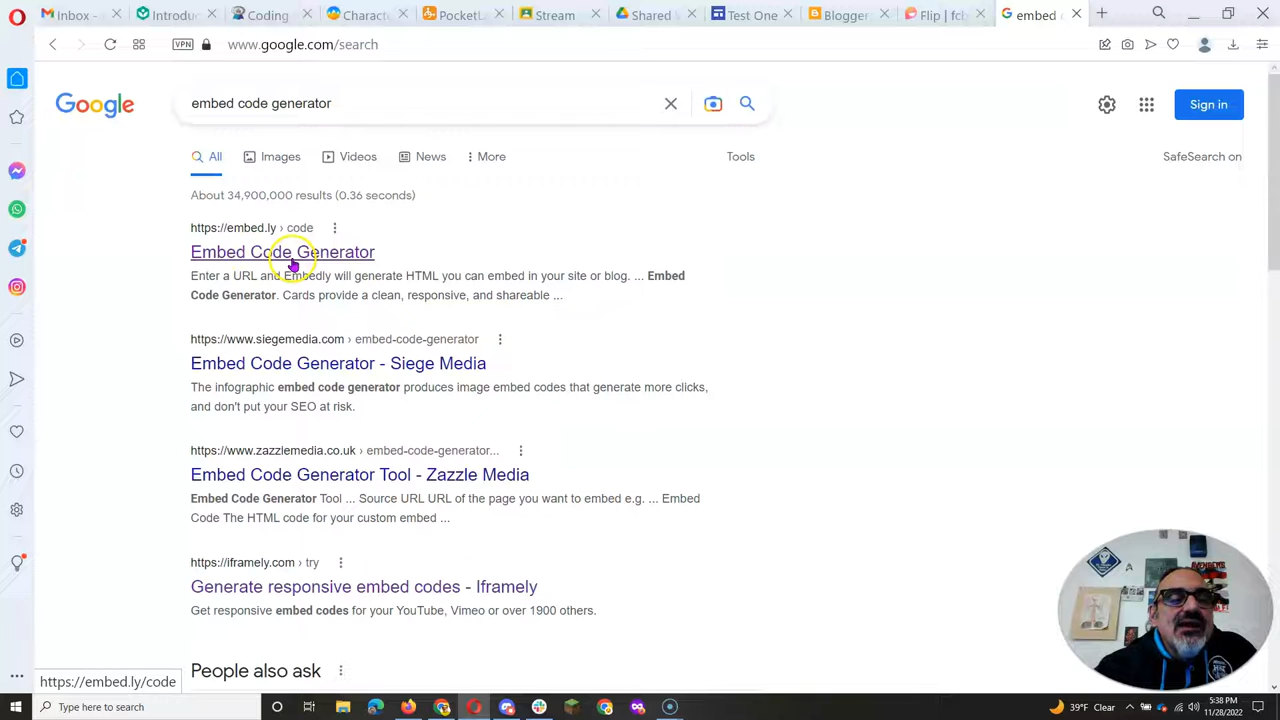 Inbox -
Introduc
Coding
Characte
PocketL
Stream
Shared
Test One
Blogger
Flip | fcb
embed c
VPN
www.google.com/search
Google
embed code generator
Sign in
All
Images
Videos
News
More
Tools
SafeSearch on
About 34,900,000 results (0.36 seconds)
https://embed.ly › code
Embed Code Generator
Enter a URL and Embedly will generate HTML you can embed in your site or blog. ... Embed
Code Generator. Cards provide a clean, responsive, and shareable ...
https://www.siegemedia.com › embed-code-generator
Embed Code Generator - Siege Media
The infographic embed code generator produces image embed codes that generate more clicks,
and don't put your SEO at risk.
https://www.zazzlemedia.co.uk › embed-code-generator...
Embed Code Generator Tool - Zazzle Media
Embed Code Generator Tool ... Source URL URL of the page you want to embed e.g. ... Embed
Code The HTML code for your custom embed ...
https://iframely.com › try
Generate responsive embed codes - Iframely
Get responsive embed codes for your YouTube, Vimeo or over 1900 others.
People also ask
https://embed.ly/code
Type here to search
39°F Clear
5:38 PM
11/28/2022